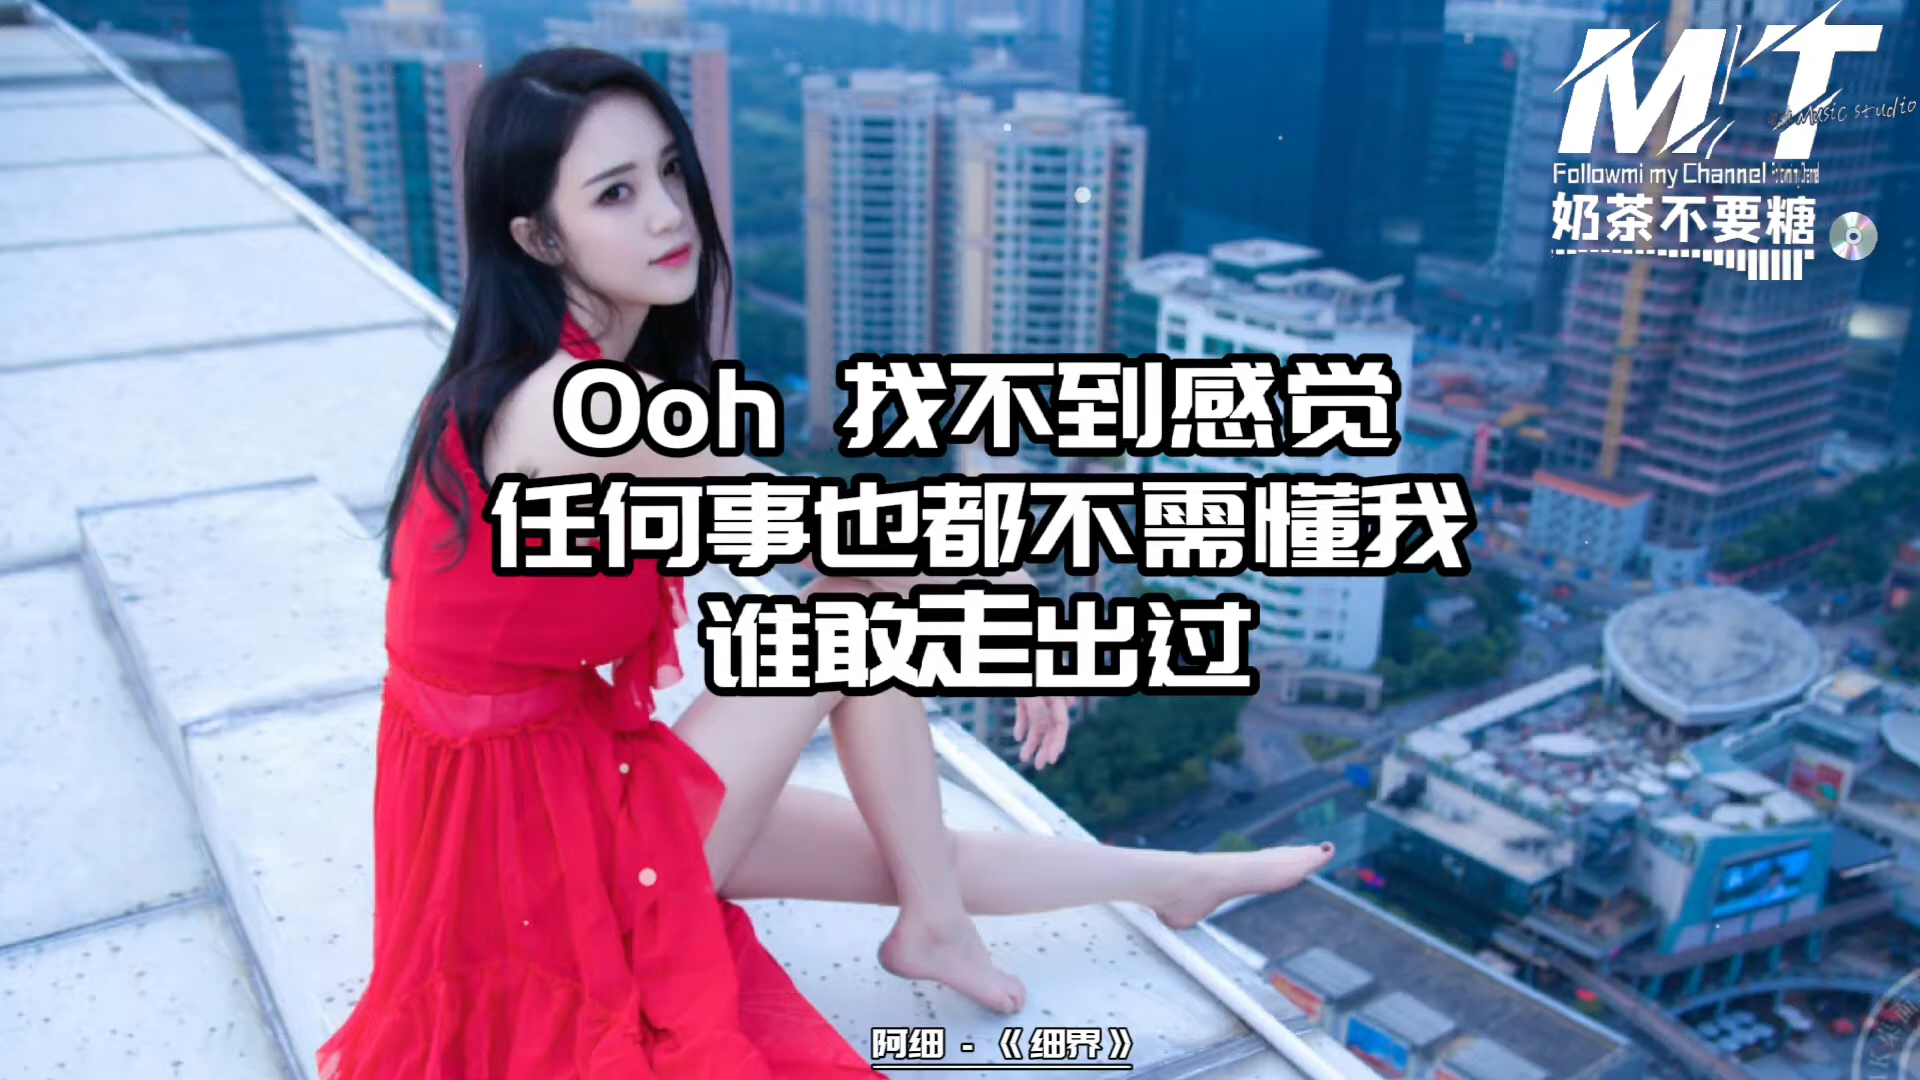 MT
Music studio
Followmi my Channel
奶茶不要糖
Ooh 找不到感觉
任何事也都不需懂我
谁敢走出过
阿细 - 《细界》